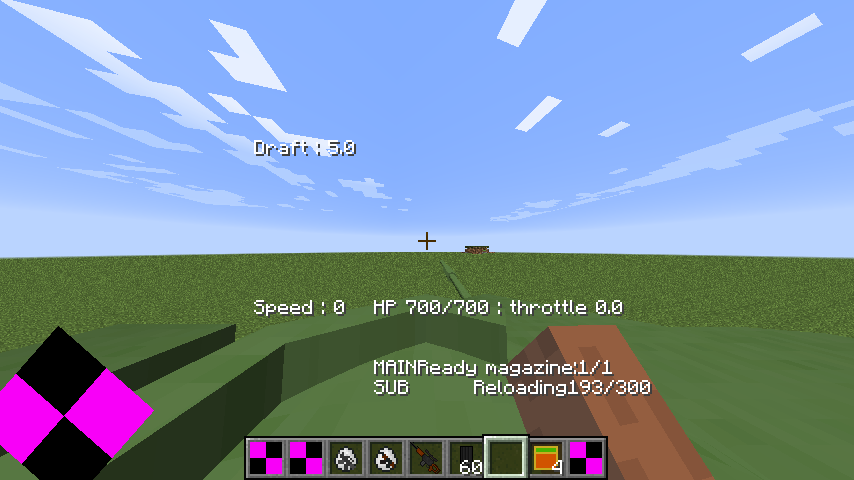 Draft : 5.0
Speed : 0 HP 700/700 : throttle 0.0
MAINReady magazine:1/1
SUB Reloading193/300
60 4